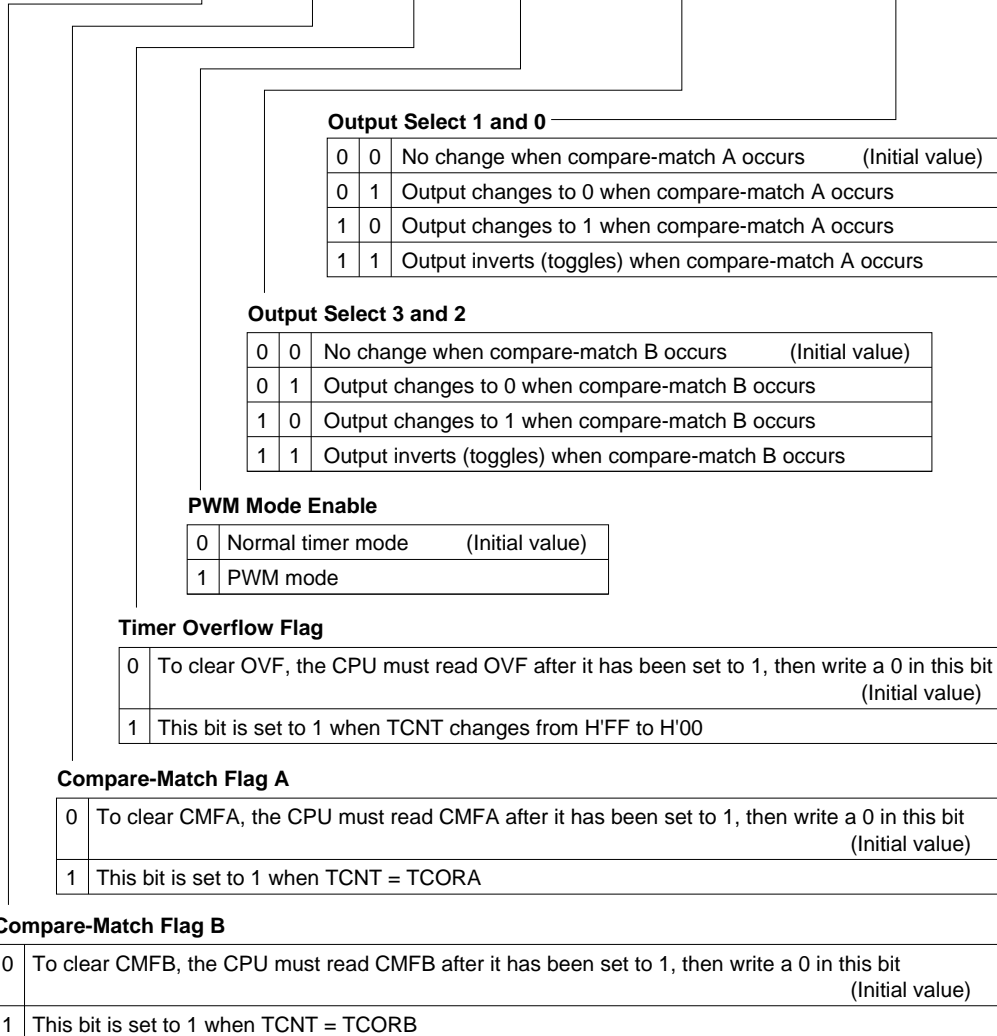 Output Select 1 and 0
0 0 No change when compare-match A occurs (Initial value)
0 1 Output changes to 0 when compare-match A occurs
1 0 Output changes to 1 when compare-match A occurs
1 1 Output inverts (toggles) when compare-match A occurs
Output Select 3 and 2
0 0 No change when compare-match B occurs (Initial value)
0 1 Output changes to 0 when compare-match B occurs
1 0 Output changes to 1 when compare-match B occurs
1 1 Output inverts (toggles) when compare-match B occurs
PWM Mode Enable
0 Normal timer mode (Initial value)
1 PWM mode
Timer Overflow Flag
0 To clear OVF, the CPU must read OVF after it has been set to 1, then write a 0 in this bit
(Initial value)
1 This bit is set to 1 when TCNT changes from H'FF to H'00
Compare-Match Flag A
0 To clear CMFA, the CPU must read CMFA after it has been set to 1, then write a 0 in this bit
(Initial value)
1 This bit is set to 1 when TCNT = TCORA
Compare-Match Flag B
0 To clear CMFB, the CPU must read CMFB after it has been set to 1, then write a 0 in this bit
(Initial value)
1 This bit is set to 1 when TCNT = TCORB